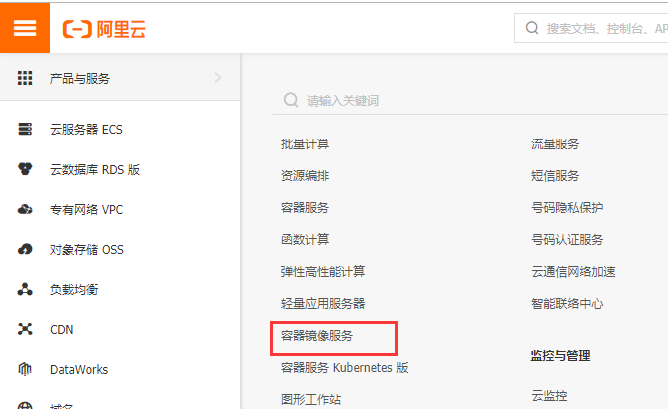 阿里云
搜索文档、控制台、AP
产品与服务
云服务器 ECS
云数据库 RDS 版
专有网络 VPC
对象存储 OSS
负载均衡
CDN
DataWorks
域名
请输入关键词
批量计算
资源编排
容器服务
函数计算
弹性高性能计算
轻量应用服务器
容器镜像服务
容器服务 Kubernetes 版
图形工作站
流量服务
短信服务
号码隐私保护
号码认证服务
云通信网络加速
智能联络中心
监控与管理
云监控